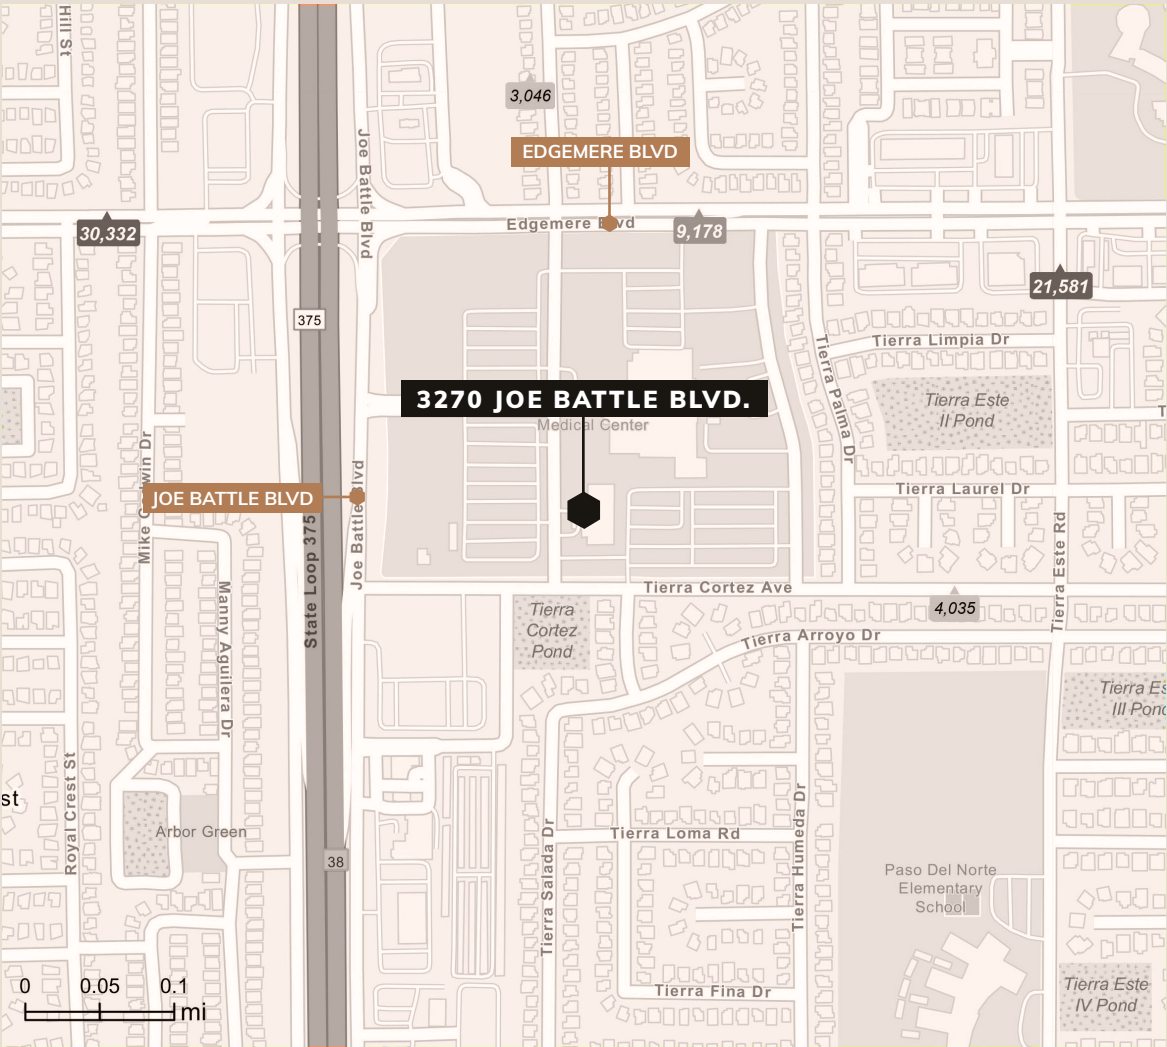 Hill St
3,046
EDGEMERE BLVD
Joe Battle Blvd
Edgemere B vd
30,332
9,178
21,581
375
Tierra Limpia Dr
Tierra Palma Dr
3270 JOE BATTLE BLVD.
Medical Center
Tierra Este
II Pond
T
Mike G dwin Dr
JOE BATTLE BLVD
Joe Battle Blvd
State Loop 375
Tierra Laurel Dr
Tierra Este Rd
Tierra Cortez Ave
4,035
Manny Aguilera Dr
Tierra
Cortez
Pond
Tierra Arroyo Dr
Tierra Es
III Pond
Royal Crest St
st
Arbor Green
38
Tierra Salada Dr
Tierra Loma Rd
Tierra Humeda Dr
Paso Del Norte
Elementary
School
Tierra Fina Dr
Tierra Este
IV Pond
0 0.05 0.1
mi